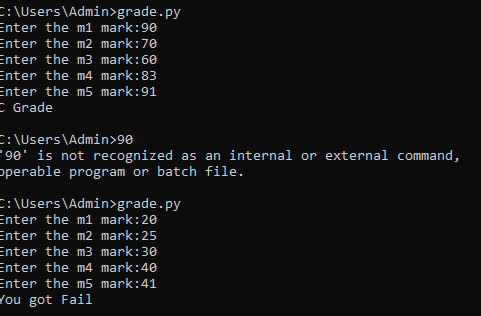 C:\Users\Admin>grade.py
Enter the m1 mark:90
Enter the m2 mark:70
Enter the m3 mark:60
Enter the m4 mark:83
Enter the m5 mark:91
C Grade
C:\Users\Admin>90
'90' is not recognized as an internal or external command,
operable program or batch file.
C:\Users\Admin>grade.py
Enter the m1 mark:20
Enter the m2 mark:25
Enter the m3 mark:30
Enter the m4 mark:40
Enter the m5 mark:41
You got Fail